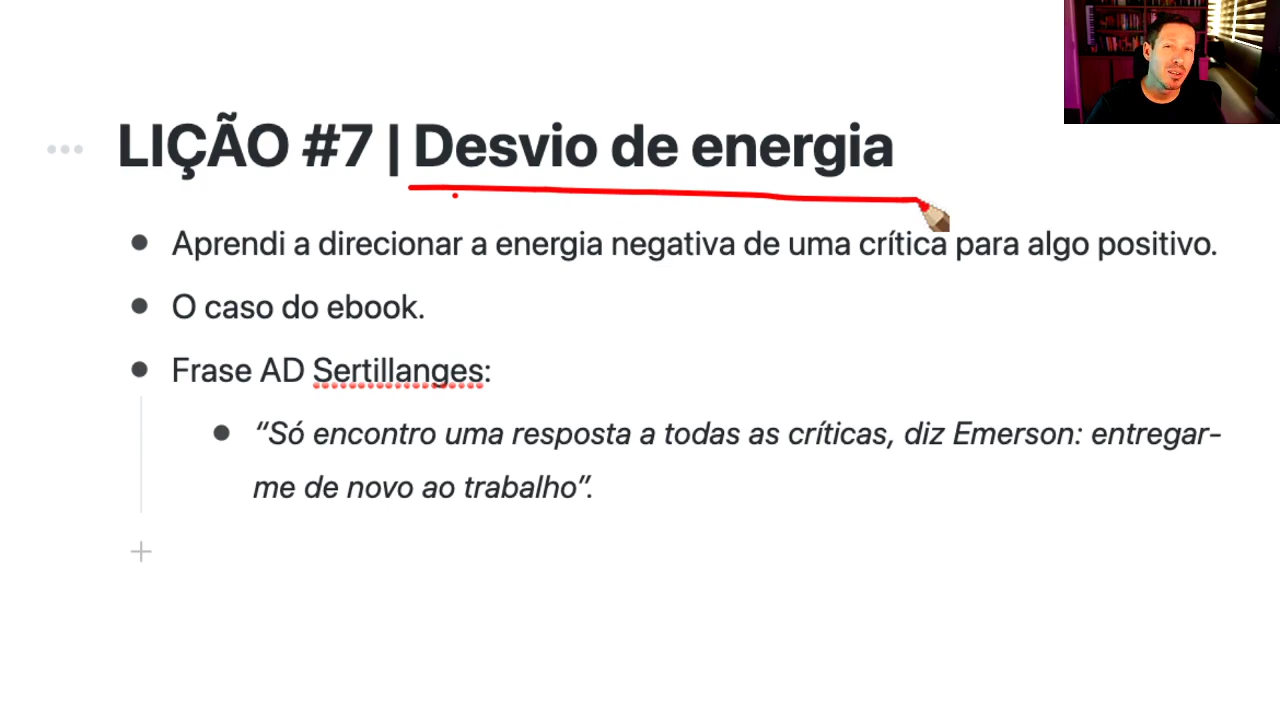 LIÇÃO #7 | Desvio de energia
Aprendi a direcionar a energia negativa de uma crítica para algo positivo.
O caso do ebook.
Frase AD Sertillanges:
“Só encontro uma resposta a todas as críticas, diz Emerson: entregar-
me de novo ao trabalho”.